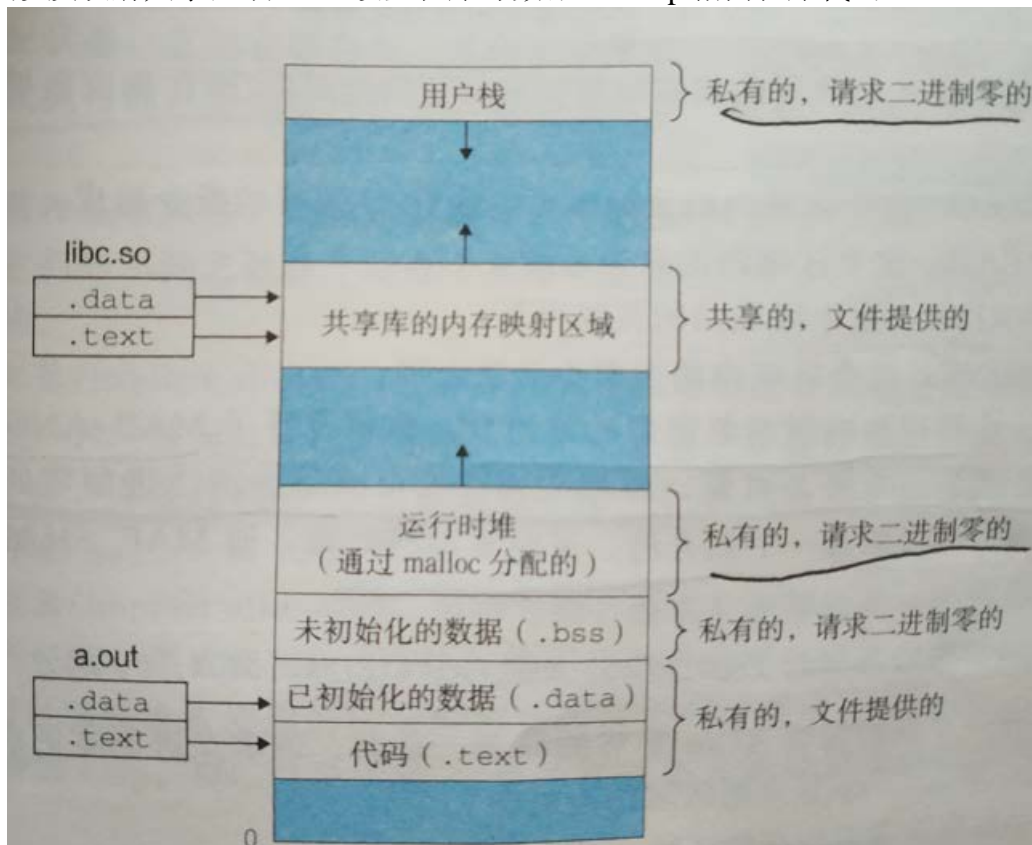 用户栈
私有的，请求二进制零的
libc.so
.data
.text
共享库的内存映射区域
共享的，文件提供的
运行时堆
（通过 malloc 分配的）
私有的，请求二进制零的
未初始化的数据（.bss）
私有的，请求二进制零的
a.out
.data
.text
已初始化的数据（.data）
代码（.text）
私有的，文件提供的
0